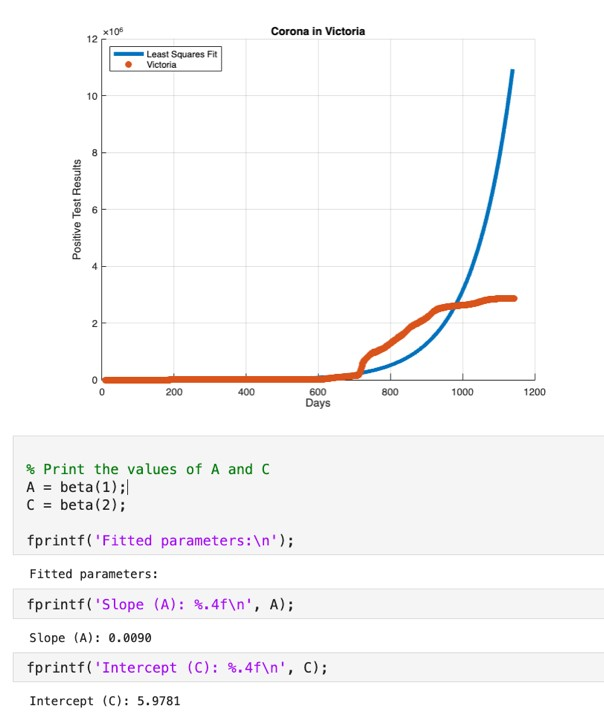 ×10⁶
Corona in Victoria
12
10
8
6
4
2
0
Positive Test Results
Least Squares Fit
Victoria
0 200 400 600 800 1000 1200
Days
% Print the values of A and C
A = beta(1);
C = beta(2);
fprintf('Fitted parameters:\n');
Fitted parameters:
fprintf('Slope (A): %.4f\n', A);
Slope (A): 0.0090
fprintf('Intercept (C): %.4f\n', C);
Intercept (C): 5.9781